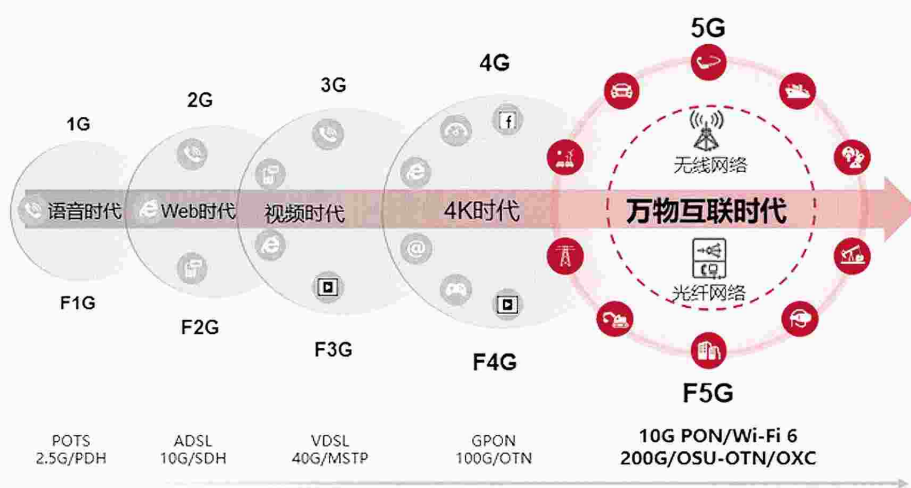 1G
2G
3G
4G
5G
无线网络
语音时代
Web时代
视频时代
4K时代
万物互联时代
光纤网络
F1G
F2G
F3G
F4G
F5G
POTS
2.5G/PDH
ADSL
10G/SDH
VDSL
40G/MSTP
GPON
100G/OTN
10G PON/Wi-Fi 6
200G/OSU-OTN/OXC